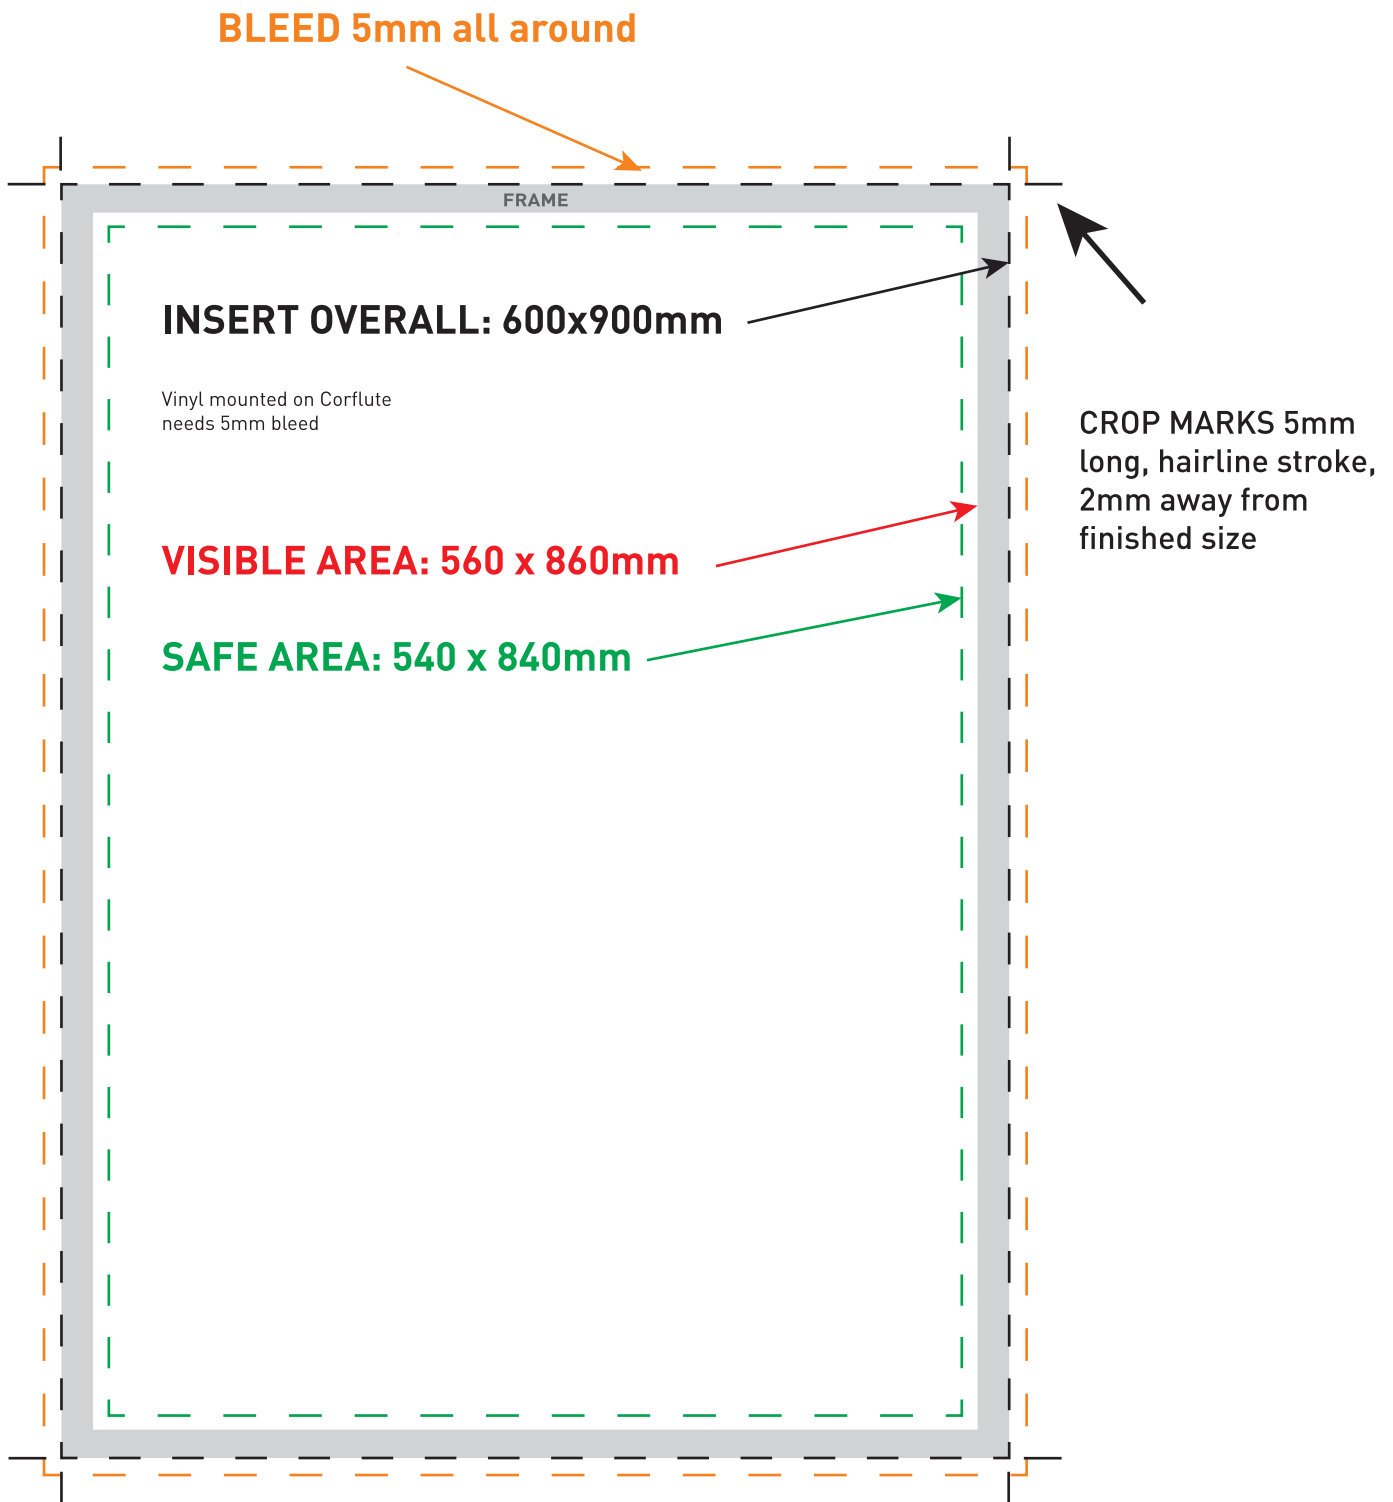 BLEED 5mm all around
FRAME
INSERT OVERALL: 600x900mm
Vinyl mounted on Corflute
needs 5mm bleed
CROP MARKS 5mm
long, hairline stroke,
2mm away from
finished size
VISIBLE AREA: 560 x 860mm
SAFE AREA: 540 x 840mm